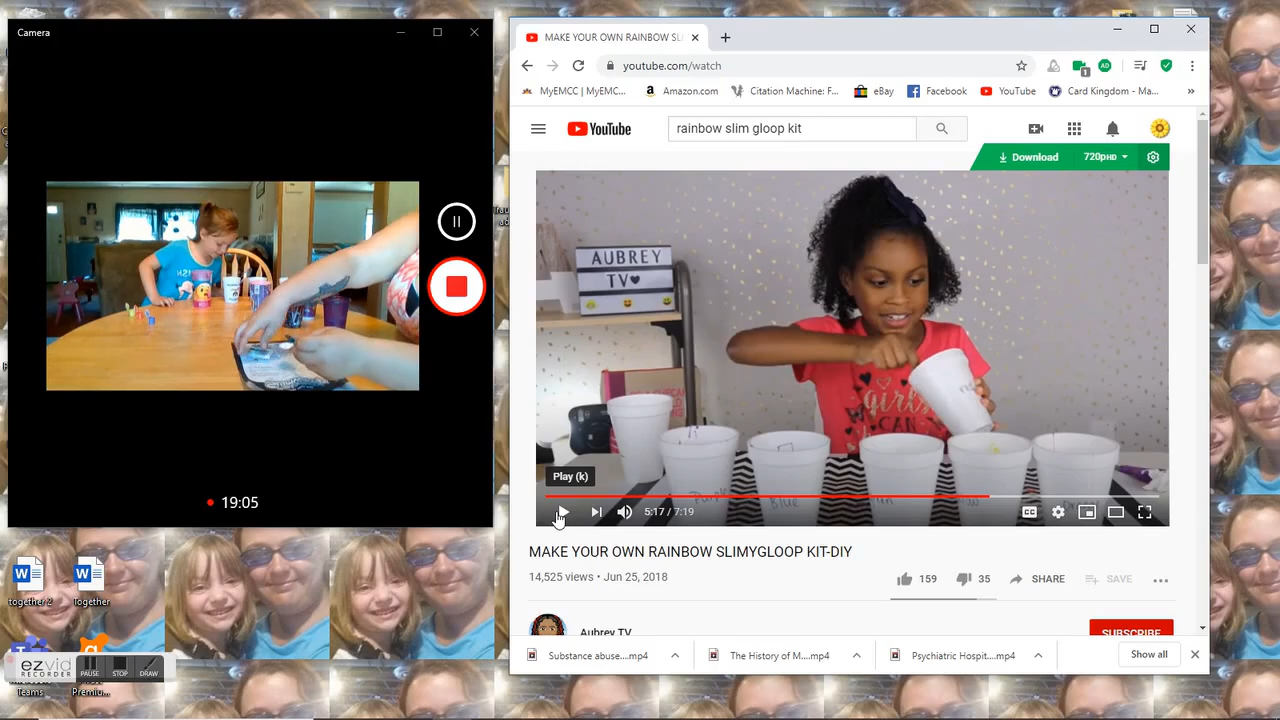 Camera
19:05
together 2
Together
Teams
Premiu...
ezvid
RECORDER
PAUSE
STOP
DRAW
MAKE YOUR OWN RAINBOW SLI
youtube.com/watch
MyEMCC | MyEMC...
Amazon.com
Citation Machine: F...
eBay
Facebook
YouTube
Card Kingdom - Ma...
»
YouTube
rainbow slim gloop kit
Download
720PHD
AUBREY
TV
Blue
Play (k)
5:17 / 7:19
CC
MAKE YOUR OWN RAINBOW SLIMYGLOOP KIT-DIY
14,525 views • Jun 25, 2018
159
35
SHARE
SAVE
Aubrey TV
SUBSCRIBE
Substance abuse....mp4
The History of M....mp4
Psychiatric Hospit....mp4
Show all